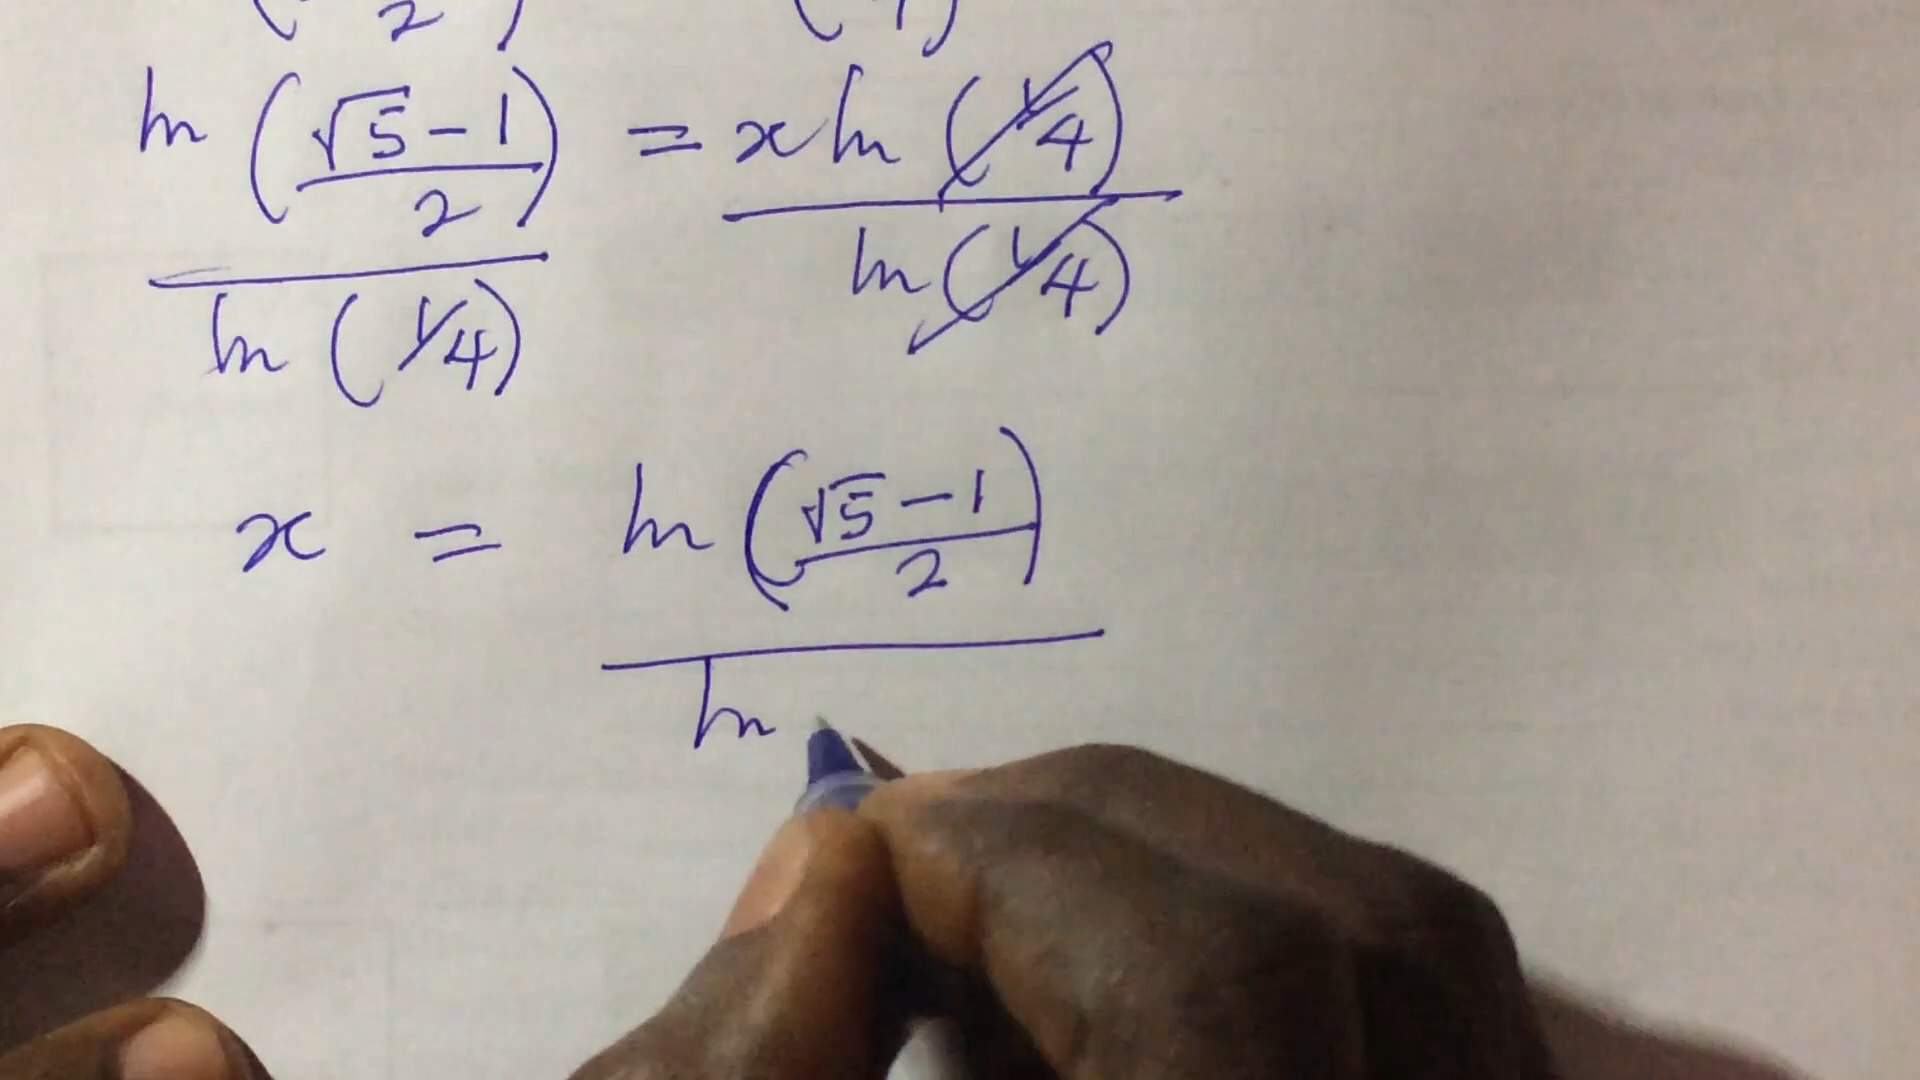 ln (√5 - 1 / 2) = x ln (1/4)
ln (1/4) ln (1/4)
x = ln (√5 - 1 / 2)
ln